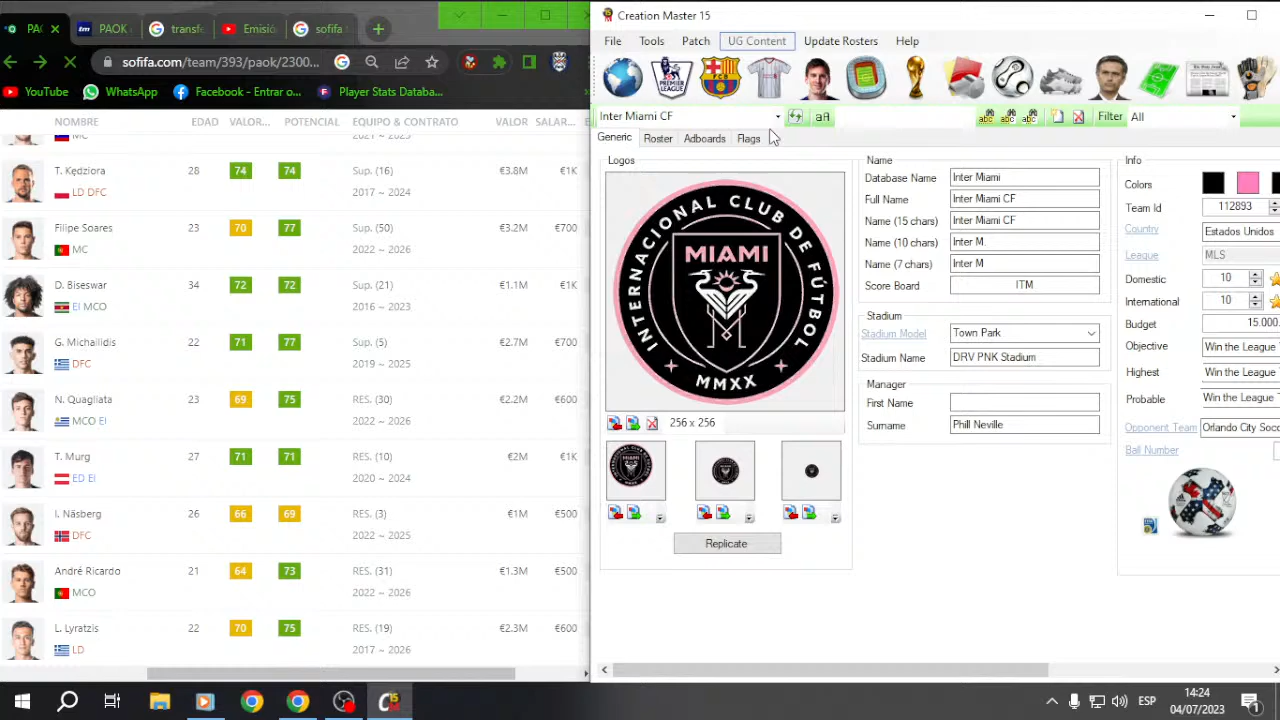 PAO
PAOK
transfe
Emisió
sofifa
sofifa.com/team/393/paok/2300...
YouTube
WhatsApp
Facebook - Entrar o...
Player Stats Databa...
NOMBRE
EDAD
VALOR...
POTENCIAL
EQUIPO & CONTRATO
VALOR
SALAR...
MC
2021 ~ 2025
T. Kędziora
28
74
74
Sup. (16)
€3.8M
€1K
LD DFC
2017 ~ 2024
Filipe Soares
23
70
77
Sup. (50)
€3.2M
€700
MC
2022 ~ 2026
D. Biseswar
34
72
72
Sup. (21)
€1.1M
€1K
EI MCO
2016 ~ 2023
G. Michailidis
22
71
77
Sup. (5)
€2.7M
€700
DFC
2019 ~ 2025
N. Quagliata
23
69
75
RES. (30)
€2.2M
€600
MCO EI
2022 ~ 2026
T. Murg
27
71
71
RES. (10)
€2M
€1K
ED EI
2020 ~ 2024
I. Näsberg
26
66
69
RES. (3)
€1M
€500
DFC
2022 ~ 2025
André Ricardo
21
64
73
RES. (31)
€1.3M
€500
MCO
2022 ~ 2026
L. Lyratzis
22
70
75
RES. (19)
€2.3M
€600
LD
2017 ~ 2026
Creation Master 15
File
Tools
Patch
UG Content
Update Rosters
Help
Inter Miami CF
aA
Filter
All
Generic
Roster
Adboards
Flags
Logos
INTERNACIONAL CLUB DE FÚTBOL
MIAMI
MMXX
256 x 256
Replicate
Name
Database Name
Inter Miami
Full Name
Inter Miami CF
Name (15 chars)
Inter Miami CF
Name (10 chars)
Inter M.
Name (7 chars)
Inter M
Score Board
ITM
Stadium
Stadium Model
Town Park
Stadium Name
DRV PNK Stadium
Manager
First Name
Surname
Phill Neville
Info
Colors
Team Id
112893
Country
Estados Unidos
League
MLS
Domestic
10
International
10
Budget
15.000.
Objective
Win the League
Highest
Win the League T
Probable
Win the League T
Opponent Team
Orlando City Socc
Ball Number
ESP
14:24
04/07/2023
1